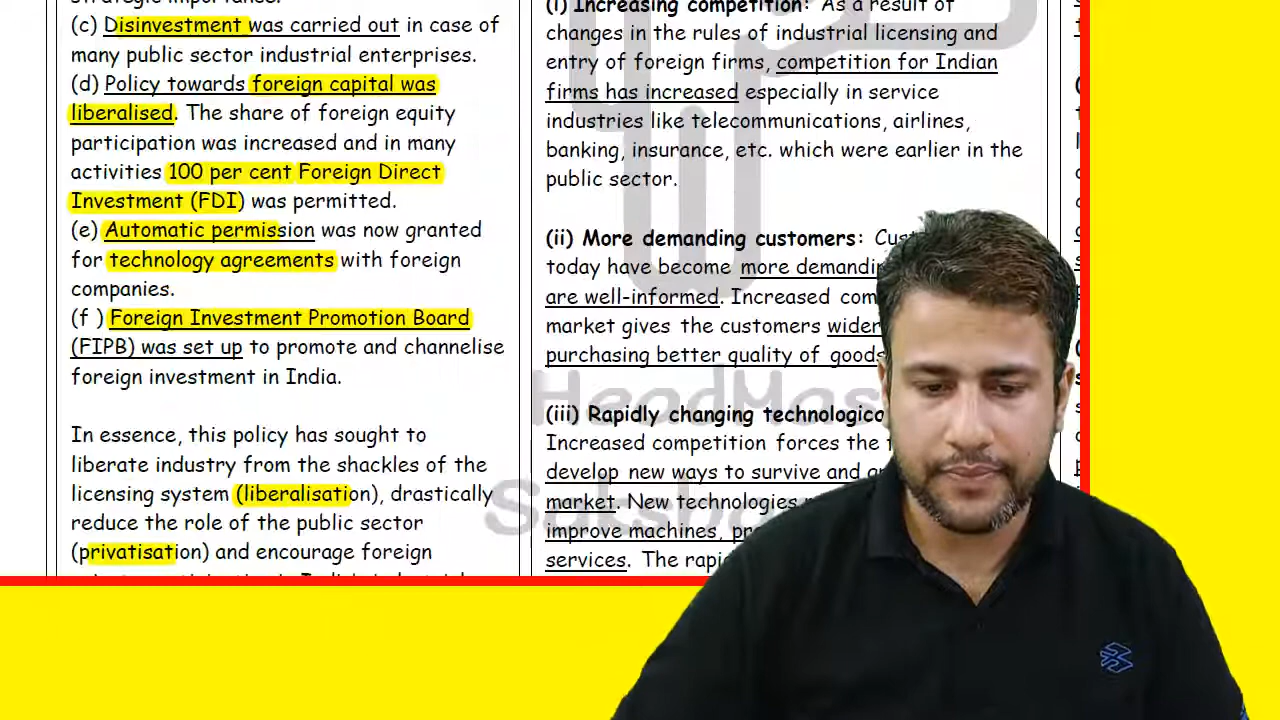 (c) Disinvestment was carried out in case of
many public sector industrial enterprises.
(d) Policy towards foreign capital was
liberalised. The share of foreign equity
participation was increased and in many
activities 100 per cent Foreign Direct
Investment (FDI) was permitted.
(e) Automatic permission was now granted
for technology agreements with foreign
companies.
(f ) Foreign Investment Promotion Board
(FIPB) was set up to promote and channelise
foreign investment in India.
In essence, this policy has sought to
liberate industry from the shackles of the
licensing system (liberalisation), drastically
reduce the role of the public sector
(privatisation) and encourage foreign
(i) Increasing competition: As a result of
changes in the rules of industrial licensing and
entry of foreign firms, competition for Indian
firms has increased especially in service
industries like telecommunications, airlines,
banking, insurance, etc. which were earlier in the
public sector.
(ii) More demanding customers:
today have become more
are well-informed. Increased
market gives the customers wider
purchasing better quality of goods
(iii) Rapidly changing
Increased competition forces the
develop new ways to survive and
market. New technologies
improve machines,
services. The